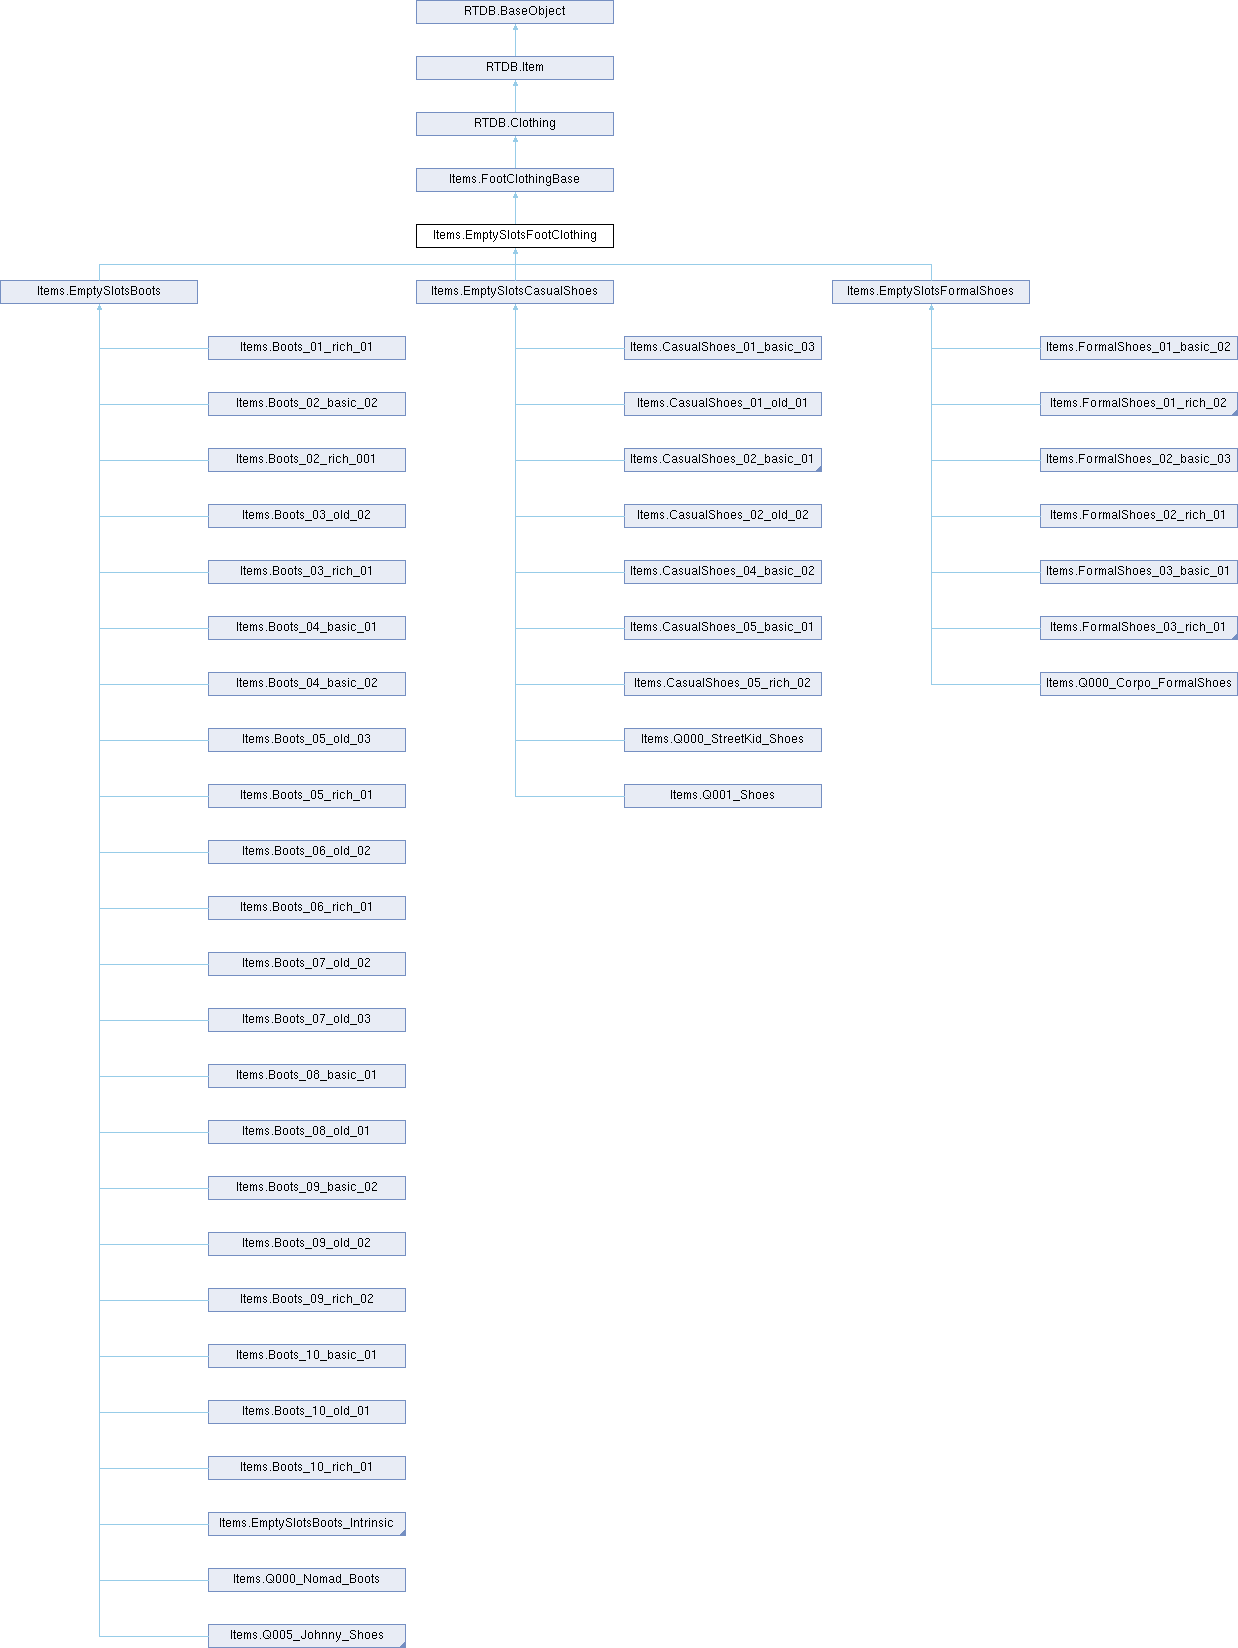 RTDB.BaseObject
RTDB.Item
RTDB.Clothing
Items.FootClothingBase
Items.EmptySlotsFootClothing
Items.EmptySlotsBoots
Items.EmptySlotsCasualShoes
Items.EmptySlotsFormalShoes
Items.Boots_01_rich_01
Items.Boots_02_basic_02
Items.Boots_02_rich_001
Items.Boots_03_old_02
Items.Boots_03_rich_01
Items.Boots_04_basic_01
Items.Boots_04_basic_02
Items.Boots_05_old_03
Items.Boots_05_rich_01
Items.Boots_06_old_02
Items.Boots_06_rich_01
Items.Boots_07_old_02
Items.Boots_07_old_03
Items.Boots_08_basic_01
Items.Boots_08_old_01
Items.Boots_09_basic_02
Items.Boots_09_old_02
Items.Boots_09_rich_02
Items.Boots_10_basic_01
Items.Boots_10_old_01
Items.Boots_10_rich_01
Items.EmptySlotsBoots_Intrinsic
Items.Q000_Nomad_Boots
Items.Q005_Johnny_Shoes
Items.CasualShoes_01_basic_03
Items.CasualShoes_01_old_01
Items.CasualShoes_02_basic_01
Items.CasualShoes_02_old_02
Items.CasualShoes_04_basic_02
Items.CasualShoes_05_basic_01
Items.CasualShoes_05_rich_02
Items.Q000_StreetKid_Shoes
Items.Q001_Shoes
Items.FormalShoes_01_basic_02
Items.FormalShoes_01_rich_02
Items.FormalShoes_02_basic_03
Items.FormalShoes_02_rich_01
Items.FormalShoes_03_basic_01
Items.FormalShoes_03_rich_01
Items.Q000_Corpo_FormalShoes